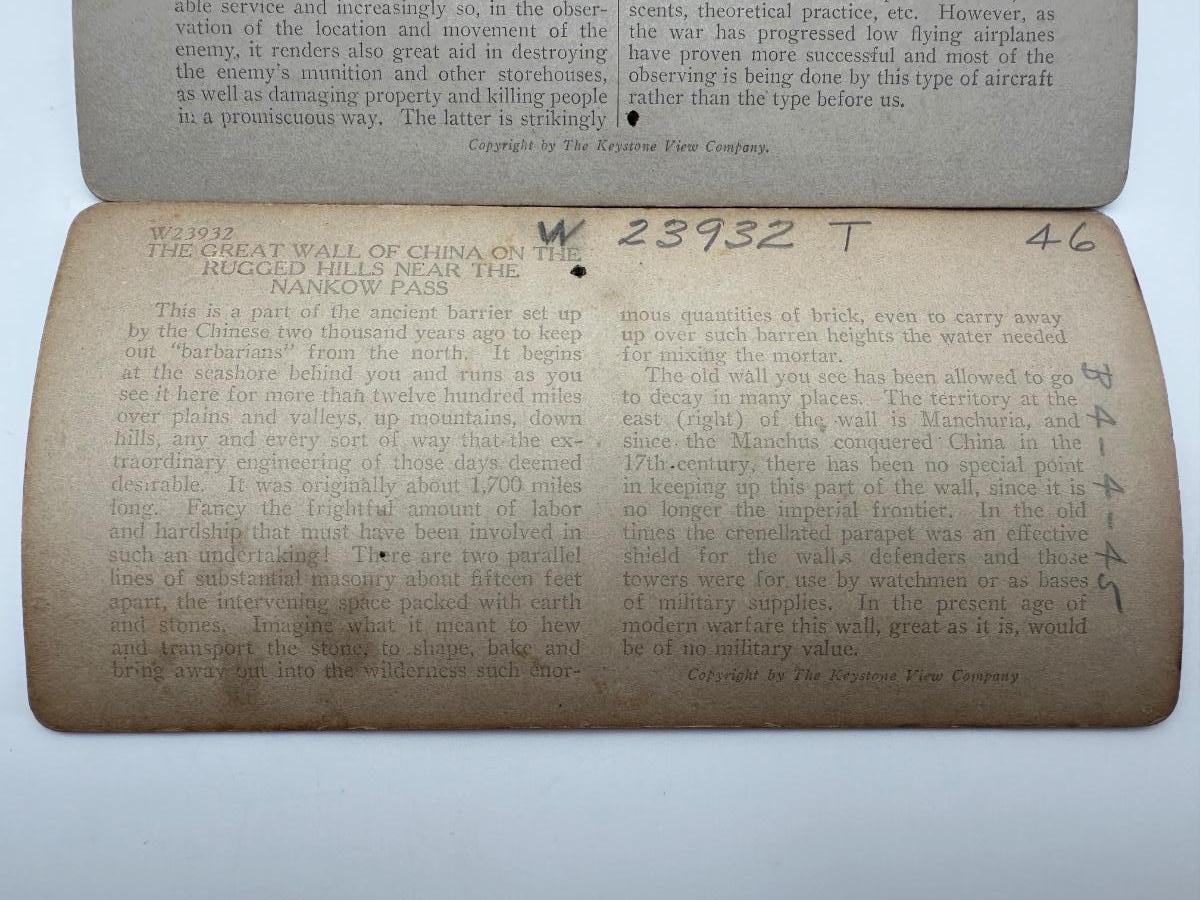 able service and increasingly so, in the obser-
vation of the location and movement of the
enemy, it renders also great aid in destroying
the enemy's munition and other storehouses,
as well as damaging property and killing people
in a promiscuous way. The latter is strikingly
scents, theoretical practice, etc. However, as
the war has progressed low flying airplanes
have proven more successful and most of the
observing is being done by this type of aircraft
rather than the type before us.
Copyright by The Keystone View Company.
W 23932 T 46
W23932
THE GREAT WALL OF CHINA ON THE
RUGGED HILLS NEAR THE
NANKOW PASS
This is a part of the ancient barrier set up
by the Chinese two thousand years ago to keep
out "barbarians" from the north. It begins
at the seashore behind you and runs as you
see it here for more than twelve hundred miles
over plains and valleys, up mountains, down
hills, any and every sort of way that the ex-
traordinary engineering of those days deemed
desirable. It was originally about 1,700 miles
long. Fancy the frightful amount of labor
and hardship that must have been involved in
such an undertaking! There are two parallel
lines of substantial masonry about fifteen feet
apart, the intervening space packed with earth
and stones. Imagine what it meant to hew
and transport the stone, to shape, bake and
bring away out into the wilderness such enor-
mous quantities of brick, even to carry away
up over such barren heights the water needed
for mixing the mortar.
The old wall you see has been allowed to go
to decay in many places. The territory at the
east (right) of the wall is Manchuria, and
since the Manchus conquered China in the
17th century, there has been no special point
in keeping up this part of the wall, since it is
no longer the imperial frontier. In the old
times the crenellated parapet was an effective
shield for the walls defenders and those
towers were for use by watchmen or as bases
of military supplies. In the present age of
modern warfare this wall, great as it is, would
be of no military value.
Copyright by The Keystone View Company
B 4-4-45